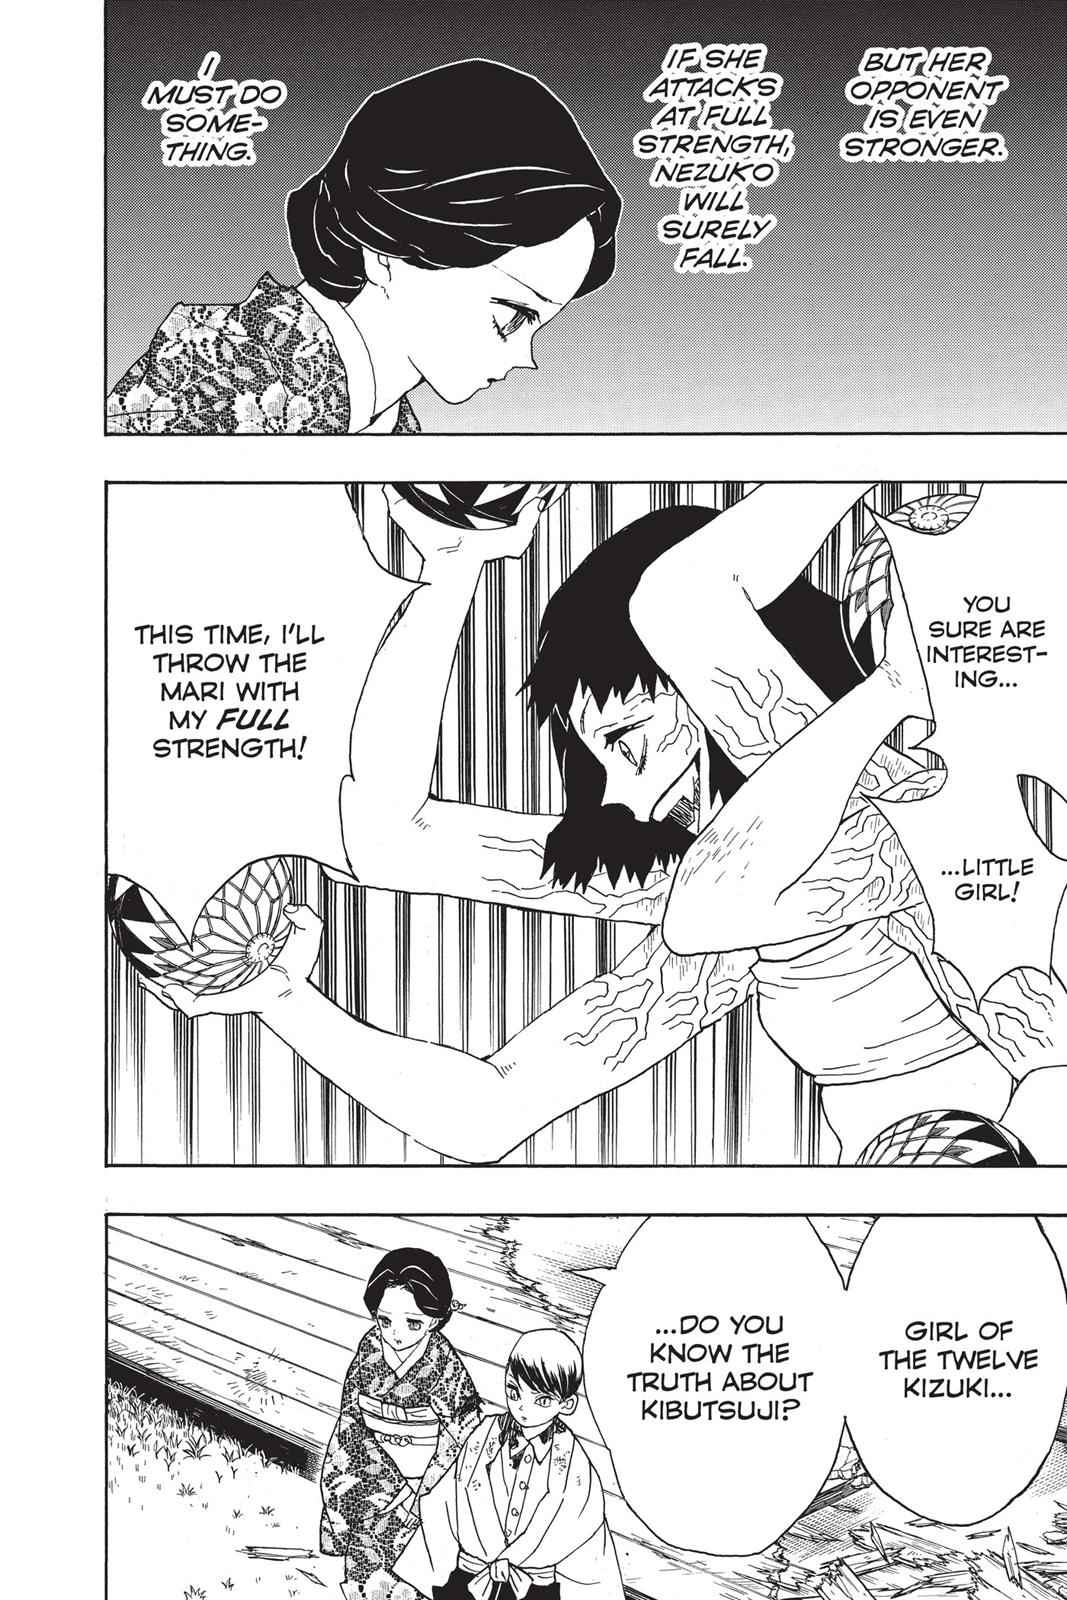 BUT HER
OPPONENT
IS EVEN
STRONGER.
IF SHE
ATTACKS
AT FULL
STRENGTH,
NEZUKO
WILL
SURELY
FALL.
I
MUST DO
SOME-
THING.
YOU
SURE ARE
INTEREST-
ING...
...LITTLE
GIRL!
THIS TIME, I'LL
THROW THE
MARI WITH
MY FULL
STRENGTH!
GIRL OF
THE TWELVE
KIZUKI...
...DO YOU
KNOW THE
TRUTH ABOUT
KIBUTSUJI?